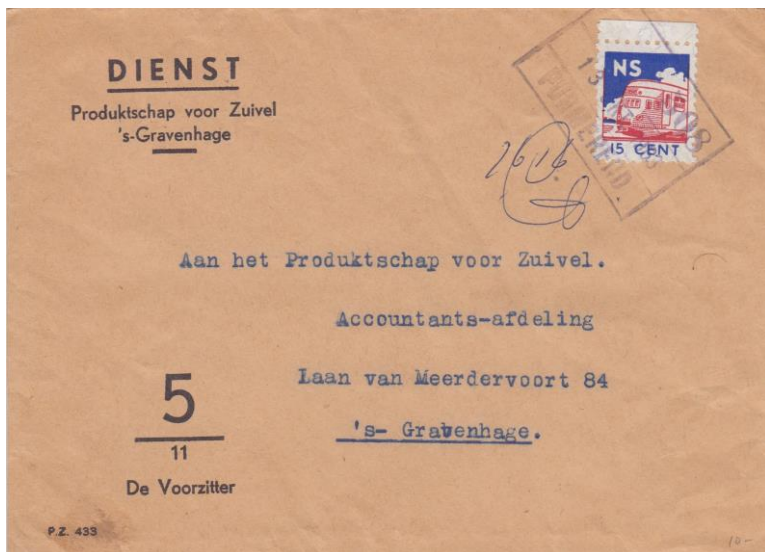 DIENST
Produktschap voor Zuivel
's-Gravenhage
NS
15 CENT
Aan het Produktschap voor Zuivel.
Accountants-afdeling
Laan van Meerdervoort 84
's- Gravenhage.
5
11
De Voorzitter
P.Z. 433
10-